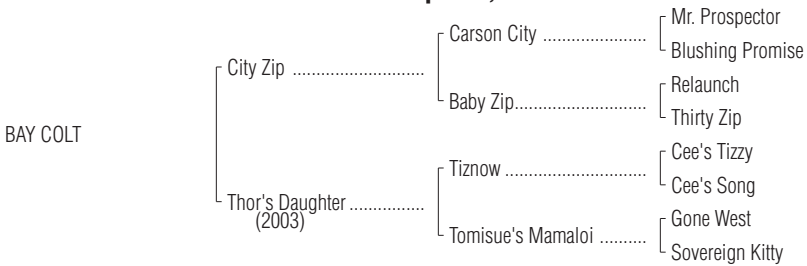 Mr. Prospector
Carson City ......................
Blushing Promise
City Zip ............................
Relaunch
Baby Zip............................
Thirty Zip
BAY COLT
Cee's Tizzy
Tiznow ..............................
Cee's Song
Thor's Daughter ................
(2003)
Gone West
Tomisue's Mamaloi ..........
Sovereign Kitty